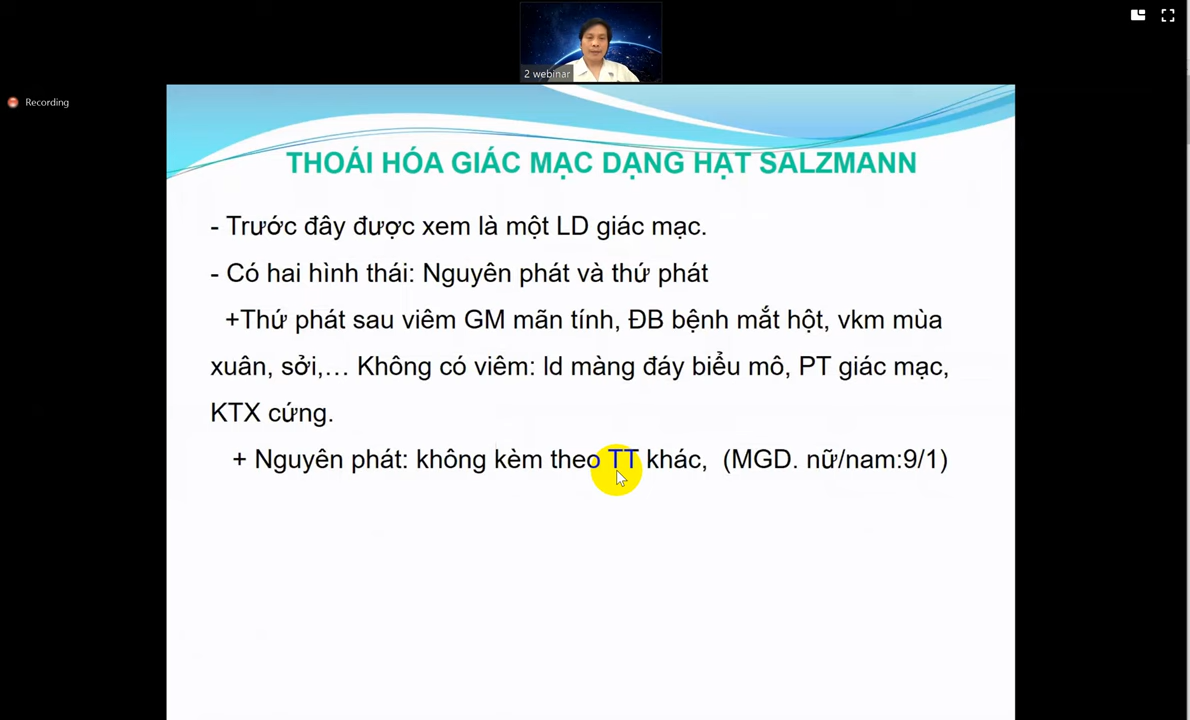 2 webinar
Recording
THOÁI HÓA GIÁC MẠC DẠNG HẠT SALZMANN
- Trước đây được xem là một LD giác mạc.
- Có hai hình thái: Nguyên phát và thứ phát
+Thứ phát sau viêm GM mãn tính, ĐB bệnh mắt hột, vkm mùa
xuân, sởi,... Không có viêm: ld màng đáy biểu mô, PT giác mạc,
KTX cứng.
+ Nguyên phát: không kèm theo TT khác, (MGD. nữ/nam:9/1)